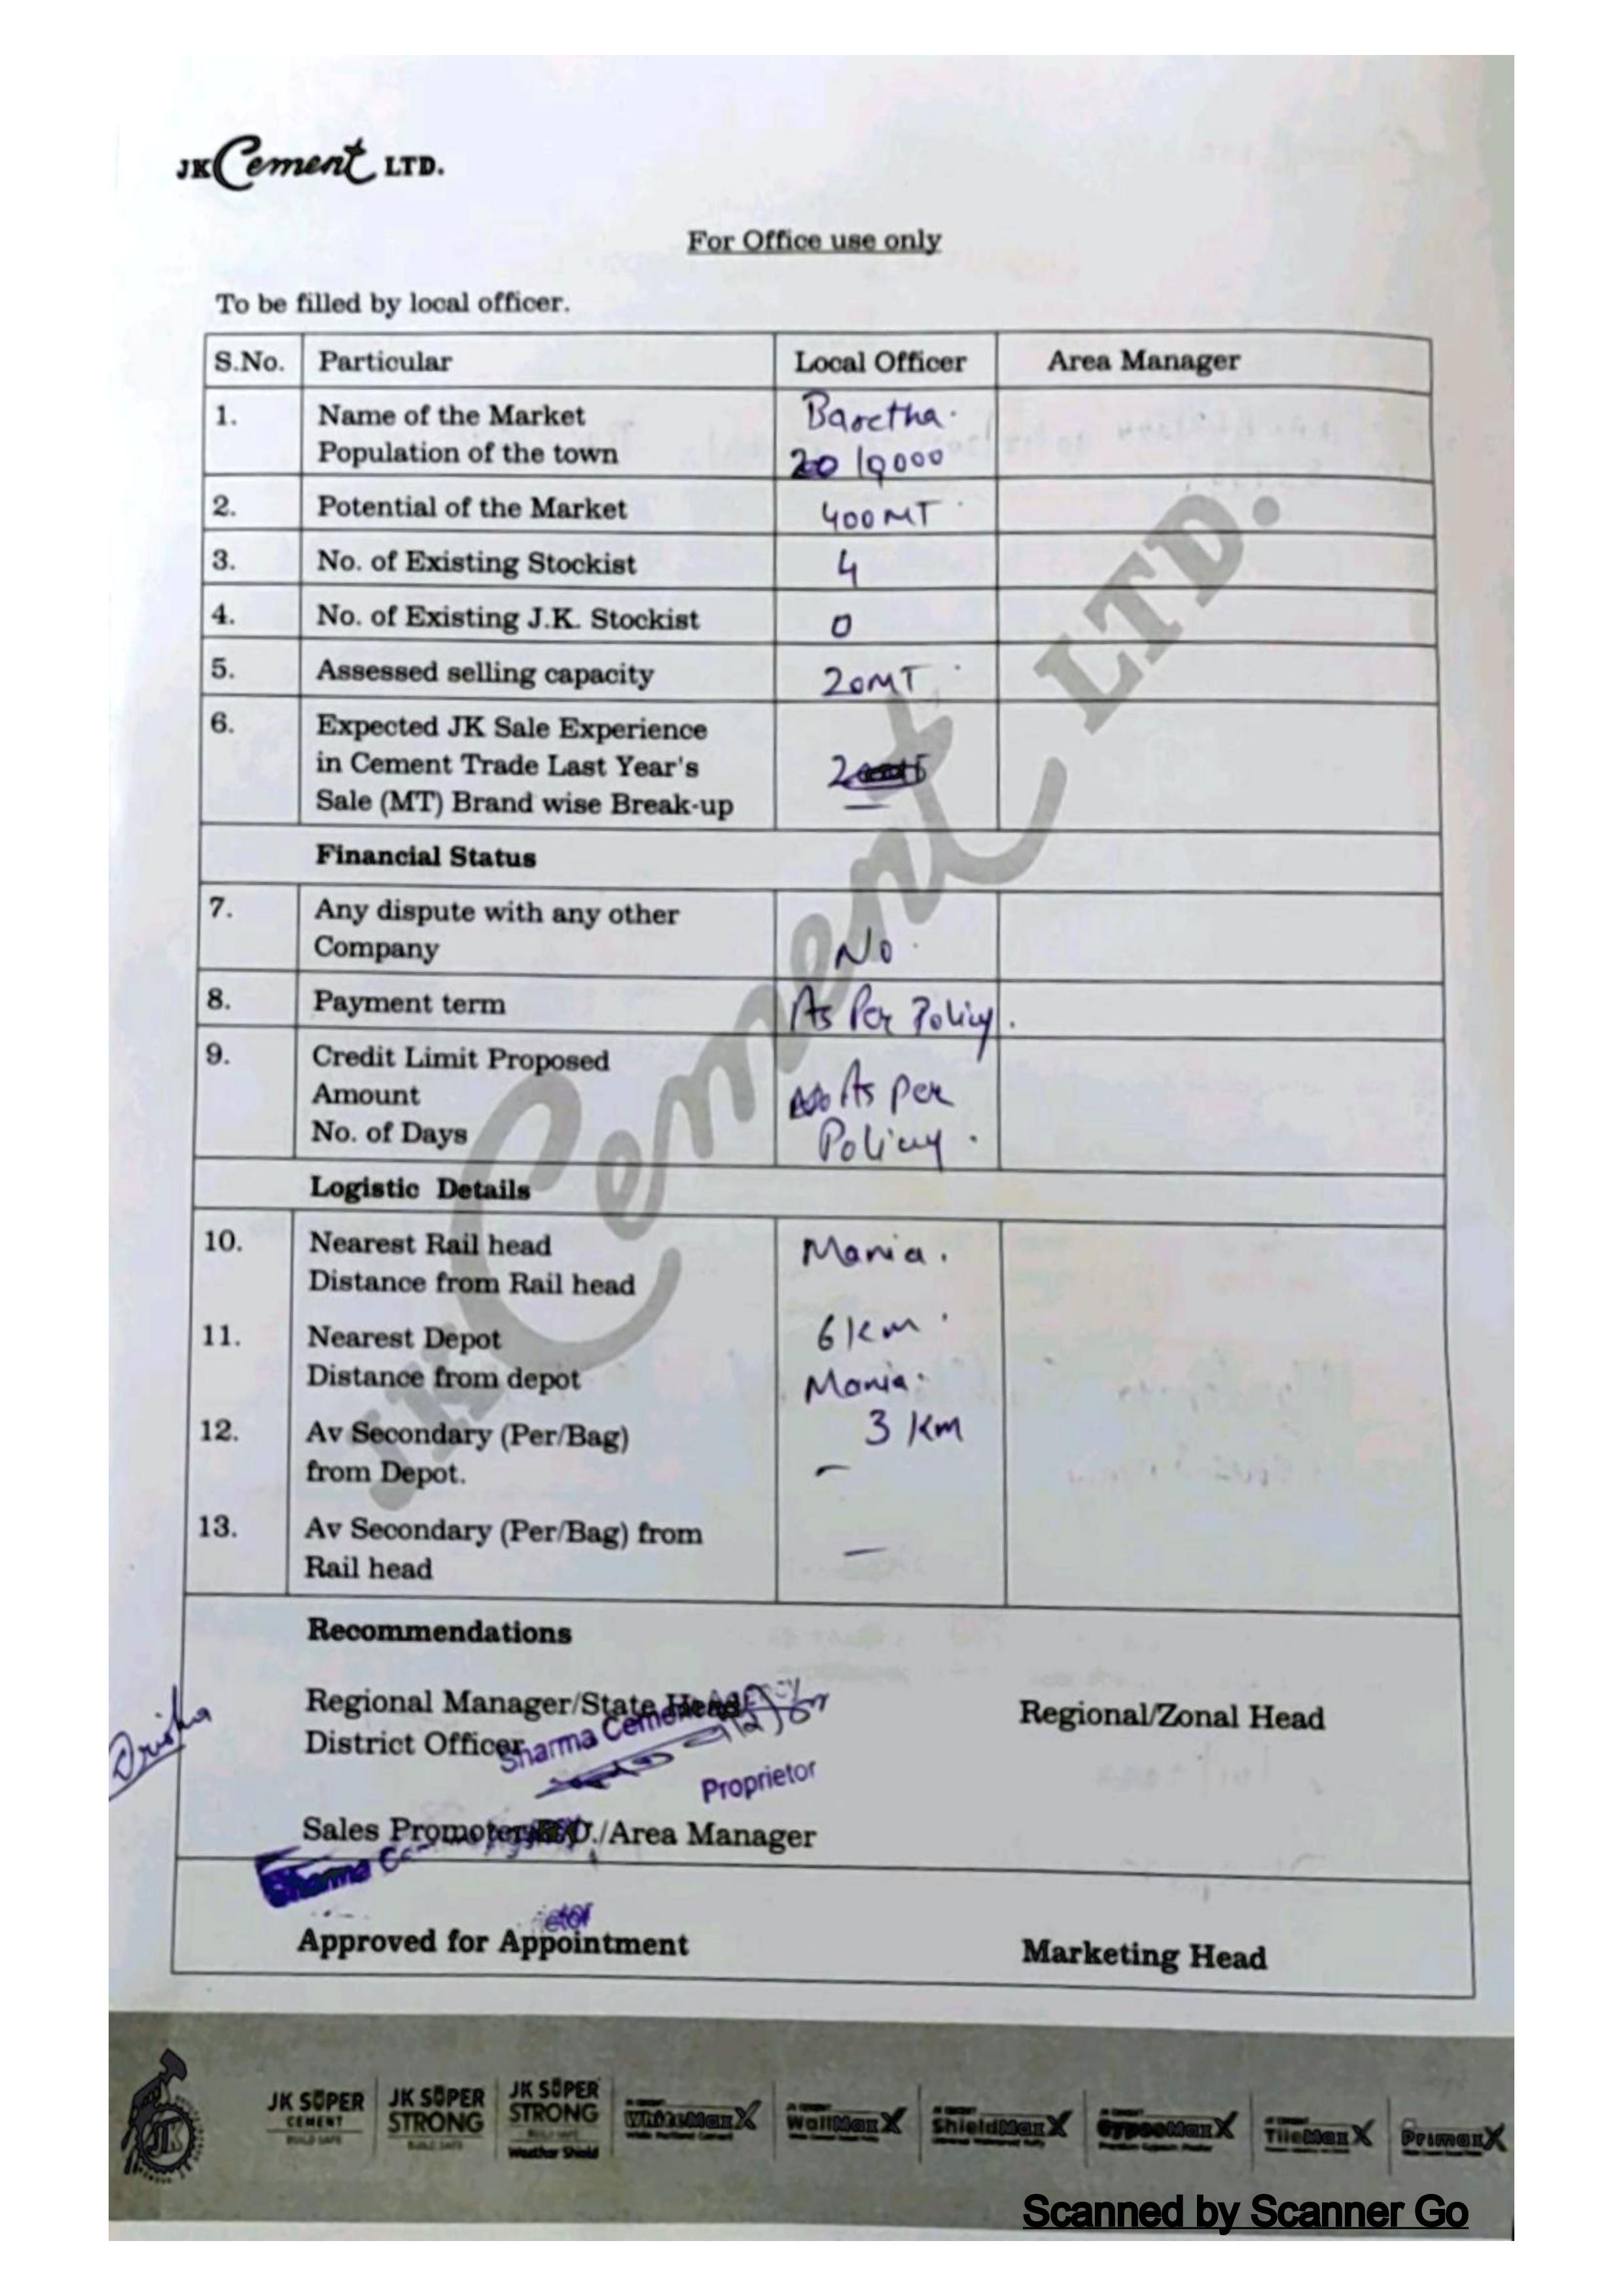 JK Cement LTD.
For Office use only
To be filled by local officer.
S.No. Particular Local Officer Area Manager
1. Name of the Market Baretha.
Population of the town 10000
2. Potential of the Market 400 MT
3. No. of Existing Stockist 4
4. No. of Existing J.K. Stockist 0
5. Assessed selling capacity 20MT
6. Expected JK Sale Experience
in Cement Trade Last Year's
Sale (MT) Brand wise Break-up —
Financial Status
7. Any dispute with any other
Company No.
8. Payment term As Per Policy.
9. Credit Limit Proposed
Amount As Per
No. of Days Policy.
Logistic Details
10. Nearest Rail head Mania.
Distance from Rail head
6 Km.
11. Nearest Depot
Distance from depot Mania.
3 Km
12. Av Secondary (Per/Bag)
from Depot. —
13. Av Secondary (Per/Bag) from —
Rail head
Recommendations
Regional Manager/State Head Regional/Zonal Head
District Officer
Sharma Cement Agency
Proprietor
Sales Promoter /Area Manager
Sharma
etor
Approved for Appointment Marketing Head
JK Cement LTD.
JK SUPER CEMENT BUILD SAFE
JK SUPER STRONG BUILD SAFE
JK SUPER STRONG BUILD SAFE Weather Shield
WhiteMaxX
WallMaxX
ShieldMaxX
GypsoMaxX
TileMaxX
PrimaxX
JK
Scanned by Scanner Go